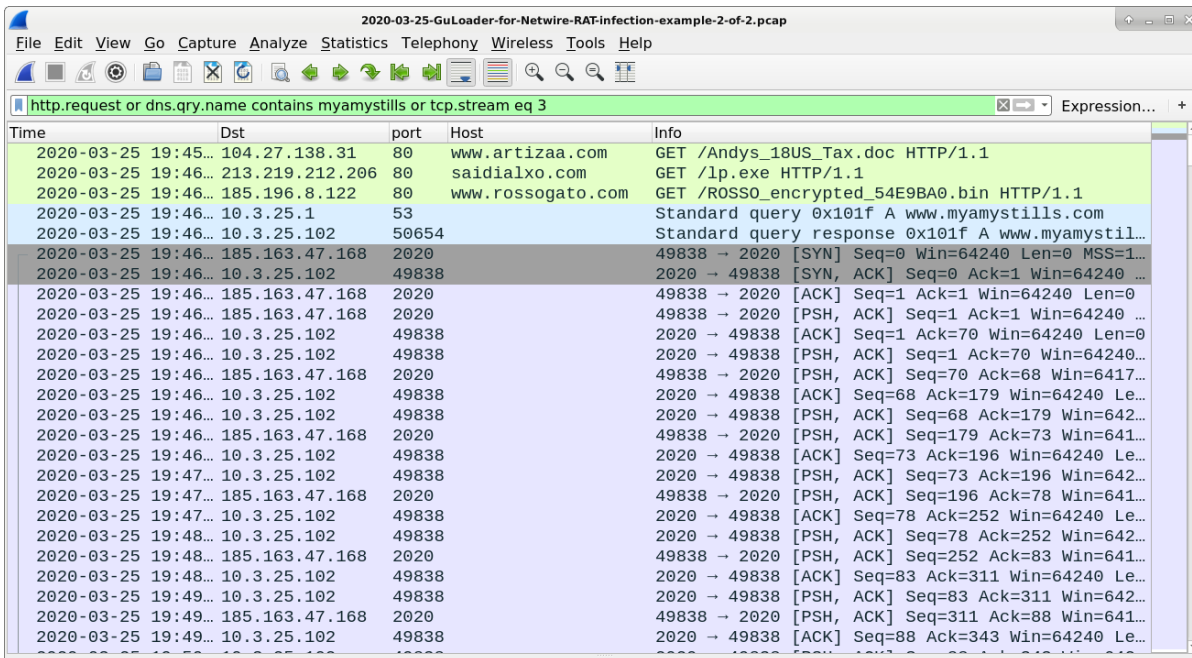 2020-03-25-GuLoader-for-Netwire-RAT-infection-example-2-of-2.pcap
File Edit View Go Capture Analyze Statistics Telephony Wireless Tools Help
http.request or dns.qry.name contains myamystills or tcp.stream eq 3 Expression… +
Time Dst port Host Info
2020-03-25 19:45… 104.27.138.31 80 www.artizaa.com GET /Andys_18US_Tax.doc HTTP/1.1
2020-03-25 19:46… 213.219.212.206 80 saidialxo.com GET /lp.exe HTTP/1.1
2020-03-25 19:46… 185.196.8.122 80 www.rossogato.com GET /ROSSO_encrypted_54E9BA0.bin HTTP/1.1
2020-03-25 19:46… 10.3.25.1 53 Standard query 0x101f A www.myamystills.com
2020-03-25 19:46… 10.3.25.102 50654 Standard query response 0x101f A www.myamystil…
2020-03-25 19:46… 185.163.47.168 2020 49838 → 2020 [SYN] Seq=0 Win=64240 Len=0 MSS=1…
2020-03-25 19:46… 10.3.25.102 49838 2020 → 49838 [SYN, ACK] Seq=0 Ack=1 Win=64240 …
2020-03-25 19:46… 185.163.47.168 2020 49838 → 2020 [ACK] Seq=1 Ack=1 Win=64240 Len=0
2020-03-25 19:46… 185.163.47.168 2020 49838 → 2020 [PSH, ACK] Seq=1 Ack=1 Win=64240 …
2020-03-25 19:46… 10.3.25.102 49838 2020 → 49838 [ACK] Seq=1 Ack=70 Win=64240 Len=0
2020-03-25 19:46… 10.3.25.102 49838 2020 → 49838 [PSH, ACK] Seq=1 Ack=70 Win=64240…
2020-03-25 19:46… 185.163.47.168 2020 49838 → 2020 [PSH, ACK] Seq=70 Ack=68 Win=6417…
2020-03-25 19:46… 10.3.25.102 49838 2020 → 49838 [ACK] Seq=68 Ack=179 Win=64240 Le…
2020-03-25 19:46… 10.3.25.102 49838 2020 → 49838 [PSH, ACK] Seq=68 Ack=179 Win=642…
2020-03-25 19:46… 185.163.47.168 2020 49838 → 2020 [PSH, ACK] Seq=179 Ack=73 Win=641…
2020-03-25 19:46… 10.3.25.102 49838 2020 → 49838 [ACK] Seq=73 Ack=196 Win=64240 Le…
2020-03-25 19:47… 10.3.25.102 49838 2020 → 49838 [PSH, ACK] Seq=73 Ack=196 Win=642…
2020-03-25 19:47… 185.163.47.168 2020 49838 → 2020 [PSH, ACK] Seq=196 Ack=78 Win=641…
2020-03-25 19:47… 10.3.25.102 49838 2020 → 49838 [ACK] Seq=78 Ack=252 Win=64240 Le…
2020-03-25 19:48… 10.3.25.102 49838 2020 → 49838 [PSH, ACK] Seq=78 Ack=252 Win=642…
2020-03-25 19:48… 185.163.47.168 2020 49838 → 2020 [PSH, ACK] Seq=252 Ack=83 Win=641…
2020-03-25 19:48… 10.3.25.102 49838 2020 → 49838 [ACK] Seq=83 Ack=311 Win=64240 Le…
2020-03-25 19:49… 10.3.25.102 49838 2020 → 49838 [PSH, ACK] Seq=83 Ack=311 Win=642…
2020-03-25 19:49… 185.163.47.168 2020 49838 → 2020 [PSH, ACK] Seq=311 Ack=88 Win=641…
2020-03-25 19:49… 10.3.25.102 49838 2020 → 49838 [ACK] Seq=88 Ack=343 Win=64240 Le…